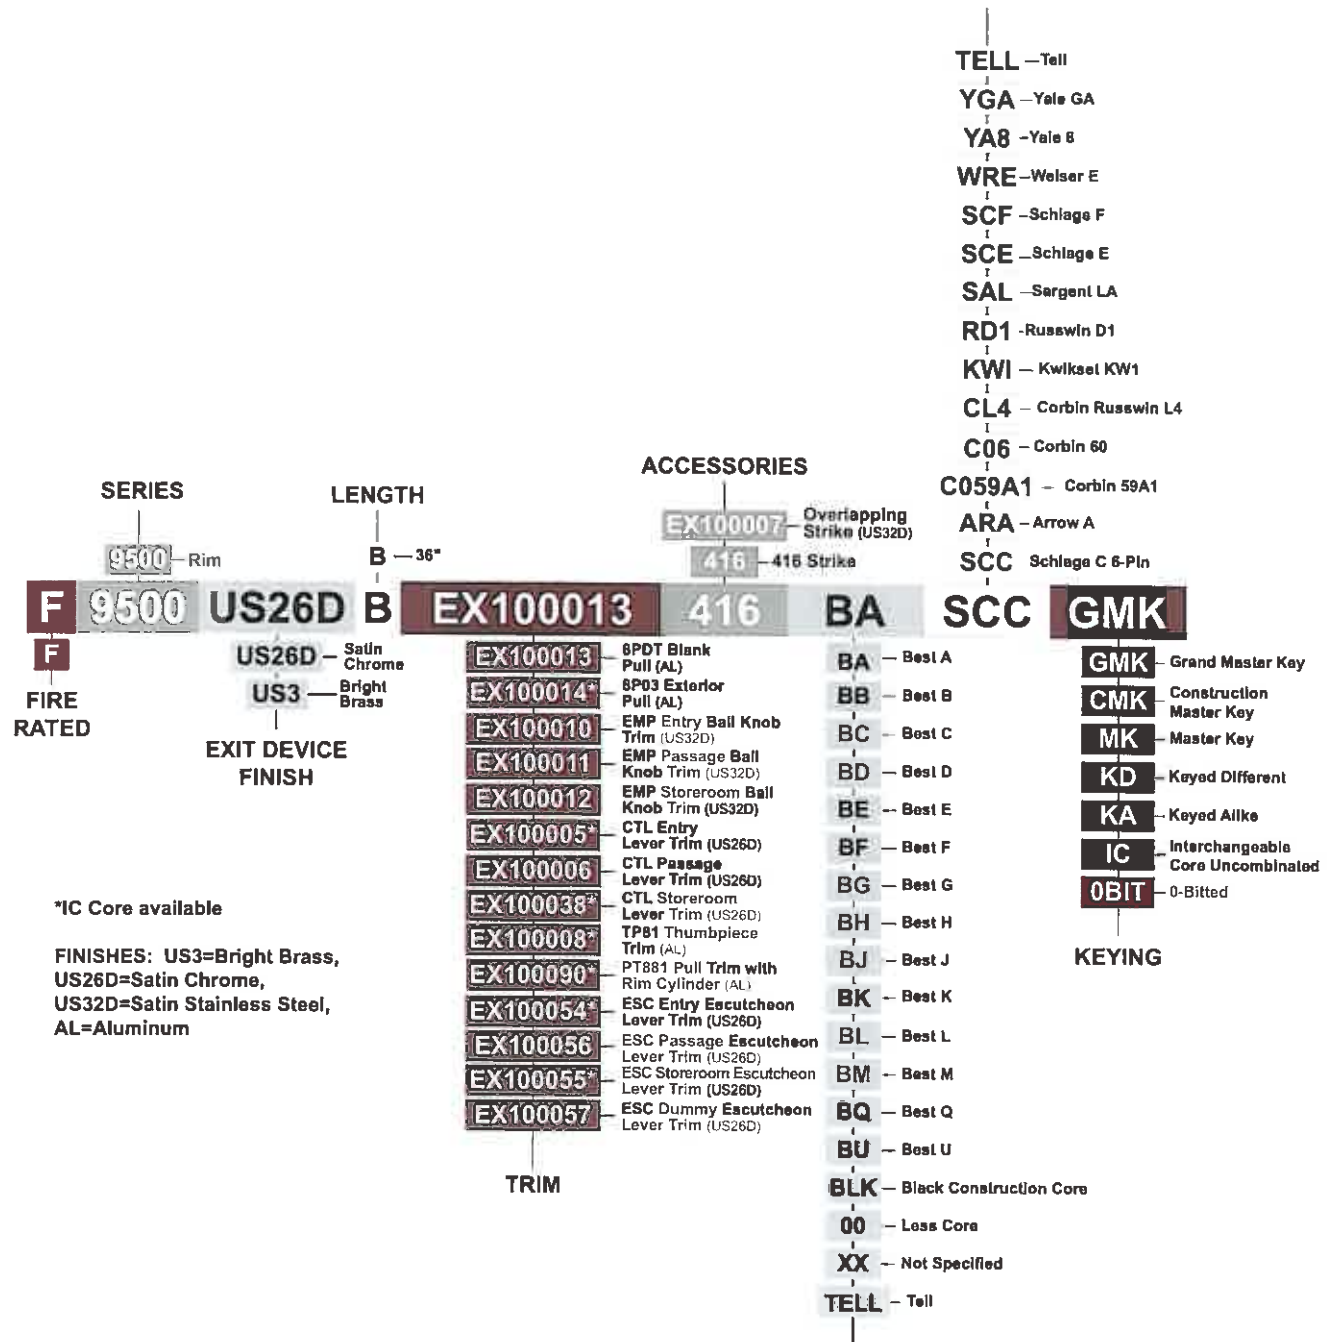 TELL – Tell
YGA – Yale GA
YA8 – Yale 8
WRE – Weiser E
SCF – Schlage F
SCE – Schlage E
SAL – Sargent LA
RD1 - Russwin D1
KWI – Kwikset KW1
CL4 – Corbin Russwin L4
C06 – Corbin 60
C059A1 – Corbin 59A1
ARA – Arrow A
SCC Schlage C 6-Pin
ACCESSORIES
EX100007 Overlapping
Strike (US32D)
416 416 Strike
SERIES
9500 Rim
LENGTH
B – 36"
F 9500 US26D B EX100013 416 BA SCC GMK
F
FIRE
RATED
US26D – Satin
Chrome
US3 – Bright
Brass
EXIT DEVICE
FINISH
EX100013 8PDT Blank
Pull (AL)
EX100014* 8P03 Exterior
Pull (AL)
EX100010 EMP Entry Ball Knob
Trim (US32D)
EX100011 EMP Passage Ball
Knob Trim (US32D)
EX100012 EMP Storeroom Ball
Knob Trim (US32D)
EX100005* CTL Entry
Lever Trim (US26D)
EX100006 CTL Passage
Lever Trim (US26D)
EX100038* CTL Storeroom
Lever Trim (US26D)
EX100008* TP81 Thumbpiece
Trim (AL)
EX100090* PT881 Pull Trim with
Rim Cylinder (AL)
EX100054* ESC Entry Escutcheon
Lever Trim (US26D)
EX100056 ESC Passage Escutcheon
Lever Trim (US26D)
EX100055* ESC Storeroom Escutcheon
Lever Trim (US26D)
EX100057 ESC Dummy Escutcheon
Lever Trim (US26D)
TRIM
BA – Best A
BB – Best B
BC – Best C
BD – Best D
BE – Best E
BF – Best F
BG – Best G
BH – Best H
BJ – Best J
BK – Best K
BL – Best L
BM – Best M
BQ – Best Q
BU – Best U
BLK – Black Construction Core
00 – Less Core
XX – Not Specified
TELL – Tell
GMK – Grand Master Key
CMK – Construction
Master Key
MK – Master Key
KD – Keyed Different
KA – Keyed Alike
IC – Interchangeable
Core Uncombinated
0BIT – 0-Bitted
KEYING
*IC Core available
FINISHES: US3=Bright Brass,
US26D=Satin Chrome,
US32D=Satin Stainless Steel,
AL=Aluminum